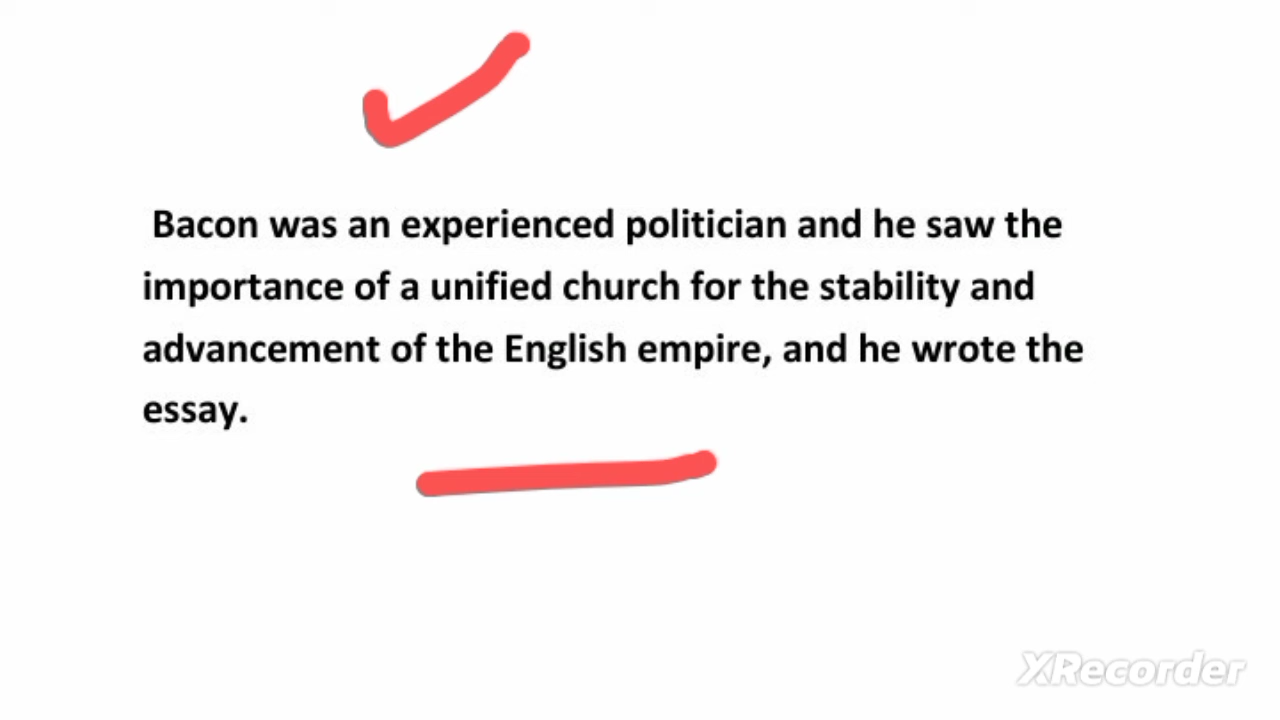 Bacon was an experienced politician and he saw the
importance of a unified church for the stability and
advancement of the English empire, and he wrote the
essay.
XRecorder